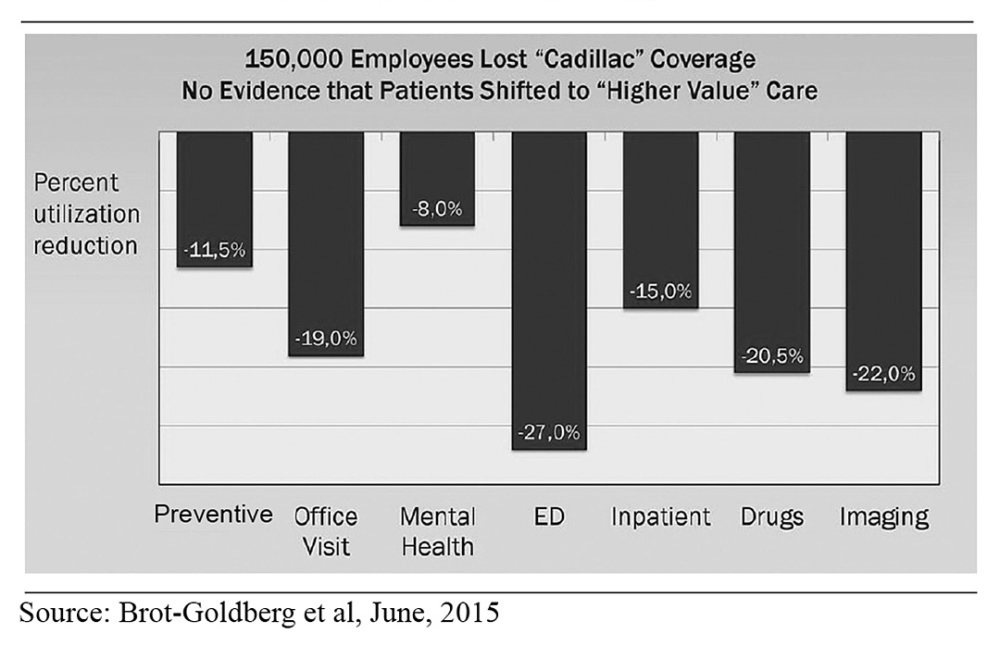 150,000 Employees Lost “Cadillac” Coverage
No Evidence that Patients Shifted to “Higher Value” Care
Percent
utilization
reduction
-11,5%
-19,0%
-8,0%
-27,0%
-15,0%
-20,5%
-22,0%
Preventive
Office
Visit
Mental
Health
ED
Inpatient
Drugs
Imaging
Source: Brot-Goldberg et al, June, 2015